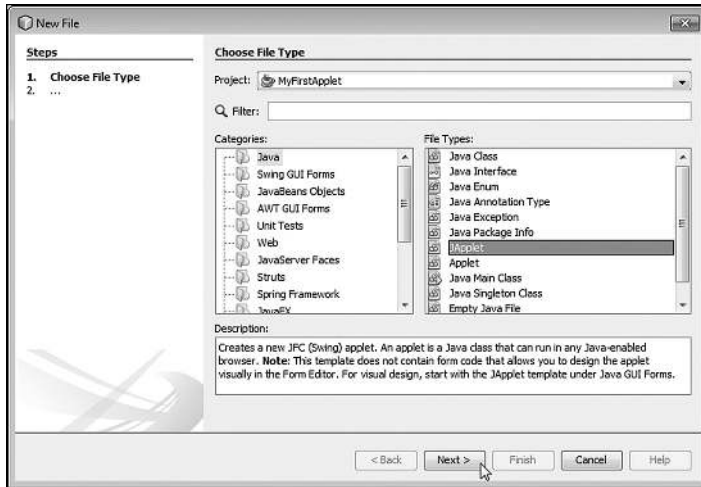 New File
Steps
1. Choose File Type
2. ...
Choose File Type
Project: MyFirstApplet
Filter:
Categories:
Java
Swing GUI Forms
JavaBeans Objects
AWT GUI Forms
Unit Tests
Web
JavaServer Faces
Struts
Spring Framework
JavaFX
File Types:
Java Class
Java Interface
Java Enum
Java Annotation Type
Java Exception
Java Package Info
JApplet
Applet
Java Main Class
Java Singleton Class
Empty Java File
Description:
Creates a new JFC (Swing) applet. An applet is a Java class that can run in any Java-enabled
browser. Note: This template does not contain form code that allows you to design the applet
visually in the Form Editor. For visual design, start with the JApplet template under Java GUI Forms.
< Back Next > Finish Cancel Help